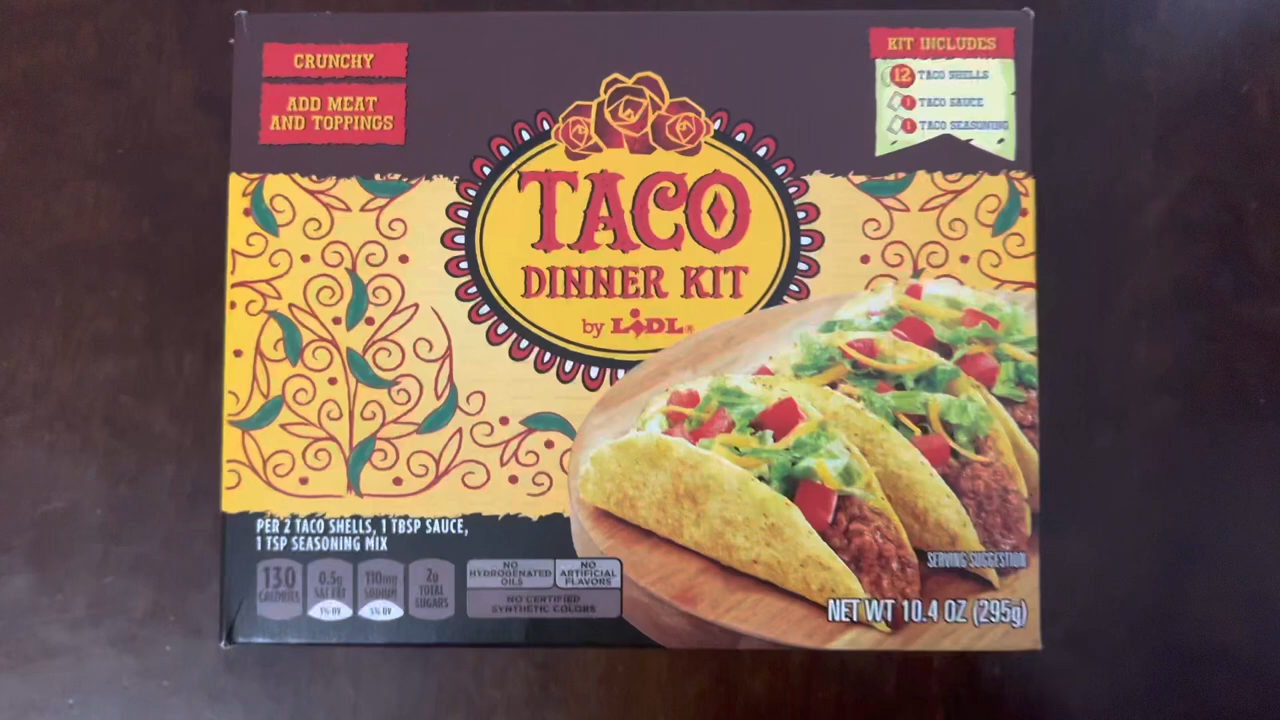 CRUNCHY
ADD MEAT
AND TOPPINGS
KIT INCLUDES
12 TACO SHELLS
1 TACO SAUCE
1 TACO SEASONING
TACO
DINNER KIT
by LIDL®
PER 2 TACO SHELLS, 1 TBSP SAUCE,
1 TSP SEASONING MIX
130
CALORIES
0.5g
SAT FAT
1% DV
110mg
SODIUM
5% DV
2g
TOTAL
SUGARS
NO
HYDROGENATED
OILS
NO
ARTIFICIAL
FLAVORS
NO CERTIFIED
SYNTHETIC COLORS
SERVING SUGGESTION
NET WT 10.4 OZ (295g)